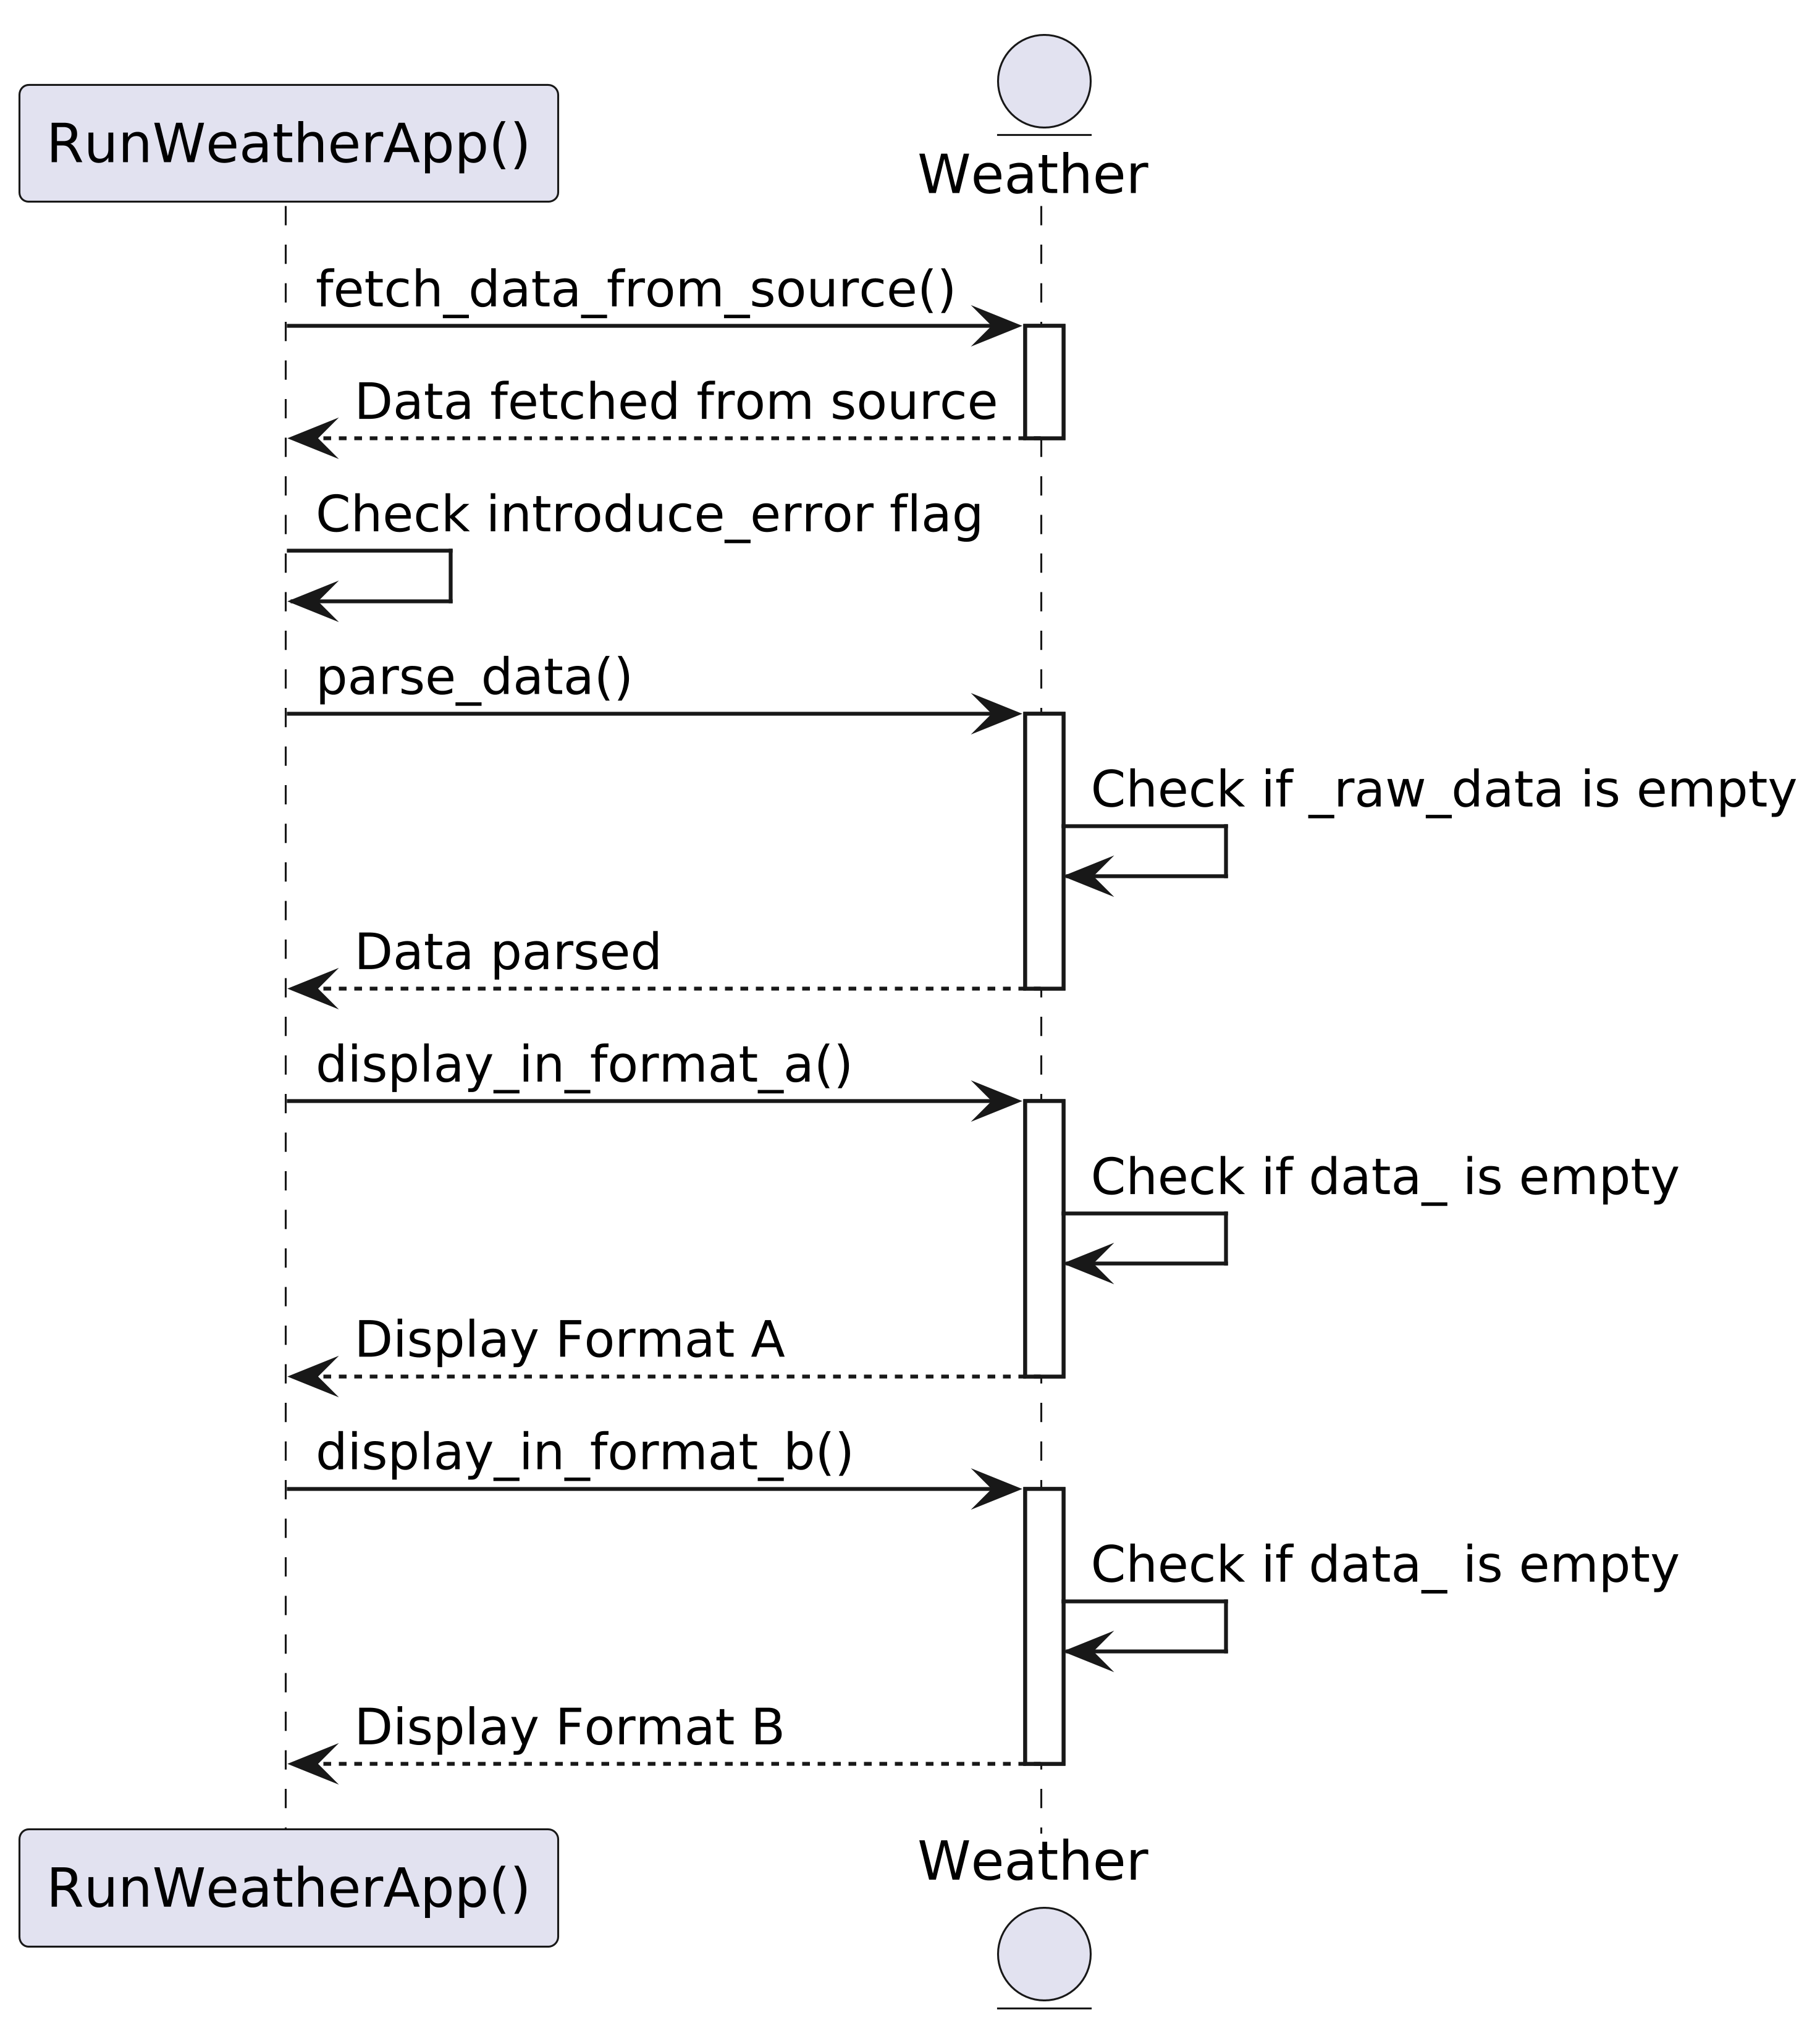 RunWeatherApp()
Weather
fetch_data_from_source()
Data fetched from source
Check introduce_error flag
parse_data()
Check if _raw_data is empty
Data parsed
display_in_format_a()
Check if data_ is empty
Display Format A
display_in_format_b()
Check if data_ is empty
Display Format B
RunWeatherApp()
Weather